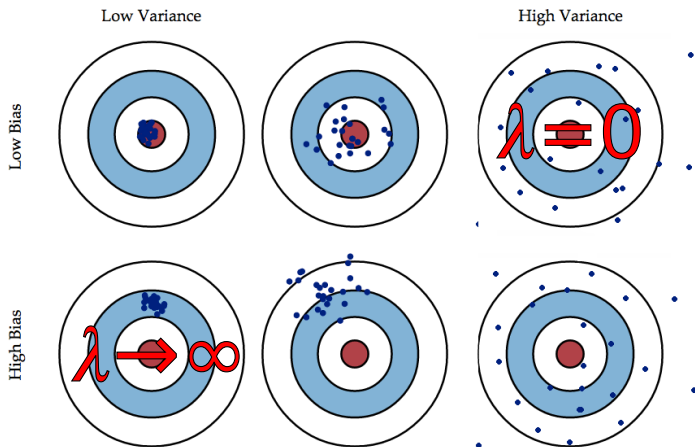 Low Variance
High Variance
Low Bias
λ = 0
High Bias
λ → ∞